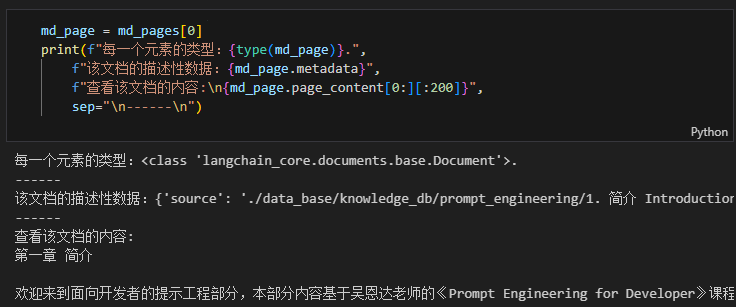 md_page = md_pages[0]
print(f"每一个元素的类型：{type(md_page)}.",
    f"该文档的描述性数据：{md_page.metadata}",
    f"查看该文档的内容:\n{md_page.page_content[0:][:200]}",
    sep="\n------\n")
Python
每一个元素的类型：<class 'langchain_core.documents.base.Document'>.
------
该文档的描述性数据：{'source': './data_base/knowledge_db/prompt_engineering/1. 简介 Introduction
------
查看该文档的内容:
第一章 简介
欢迎来到面向开发者的提示工程部分，本部分内容基于吴恩达老师的《Prompt Engineering for Developer》课程